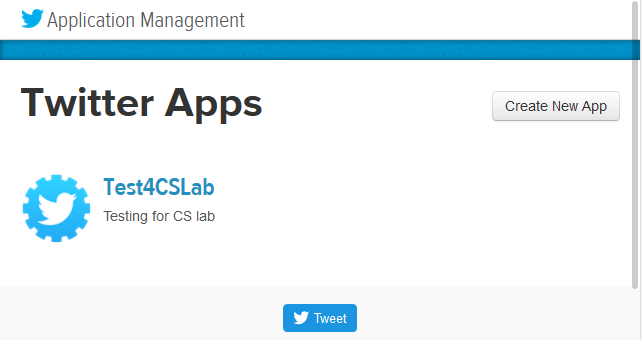 Application Management
Twitter Apps
Create New App
Test4CSLab
Testing for CS lab
Tweet